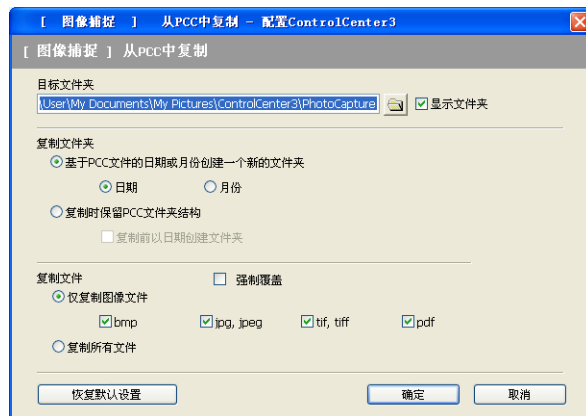 [ 图像捕捉 ] 从PCC中复制 - 配置ControlCenter3
[ 图像捕捉 ] 从PCC中复制
目标文件夹
\User\My Documents\My Pictures\ControlCenter3\PhotoCapture 显示文件夹
复制文件夹
基于PCC文件的日期或月份创建一个新的文件夹
日期 月份
复制时保留PCC文件夹结构
复制前以日期创建文件夹
复制文件 强制覆盖
仅复制图像文件
bmp jpg, jpeg tif, tiff pdf
复制所有文件
恢复默认设置 确定 取消